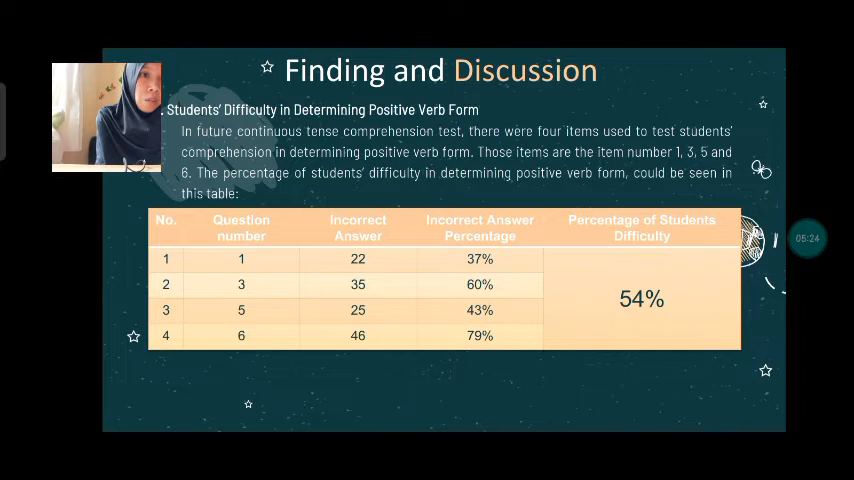 Finding and Discussion
. Students' Difficulty in Determining Positive Verb Form
In future continuous tense comprehension test, there were four items used to test students'
comprehension in determining positive verb form. Those items are the item number 1, 3, 5 and
6. The percentage of students' difficulty in determining positive verb form, could be seen in
this table:
No. Question number Incorrect Answer Incorrect Answer Percentage Percentage of Students Difficulty
1 1 22 37%
2 3 35 60%
54%
3 5 25 43%
4 6 46 79%
05:24